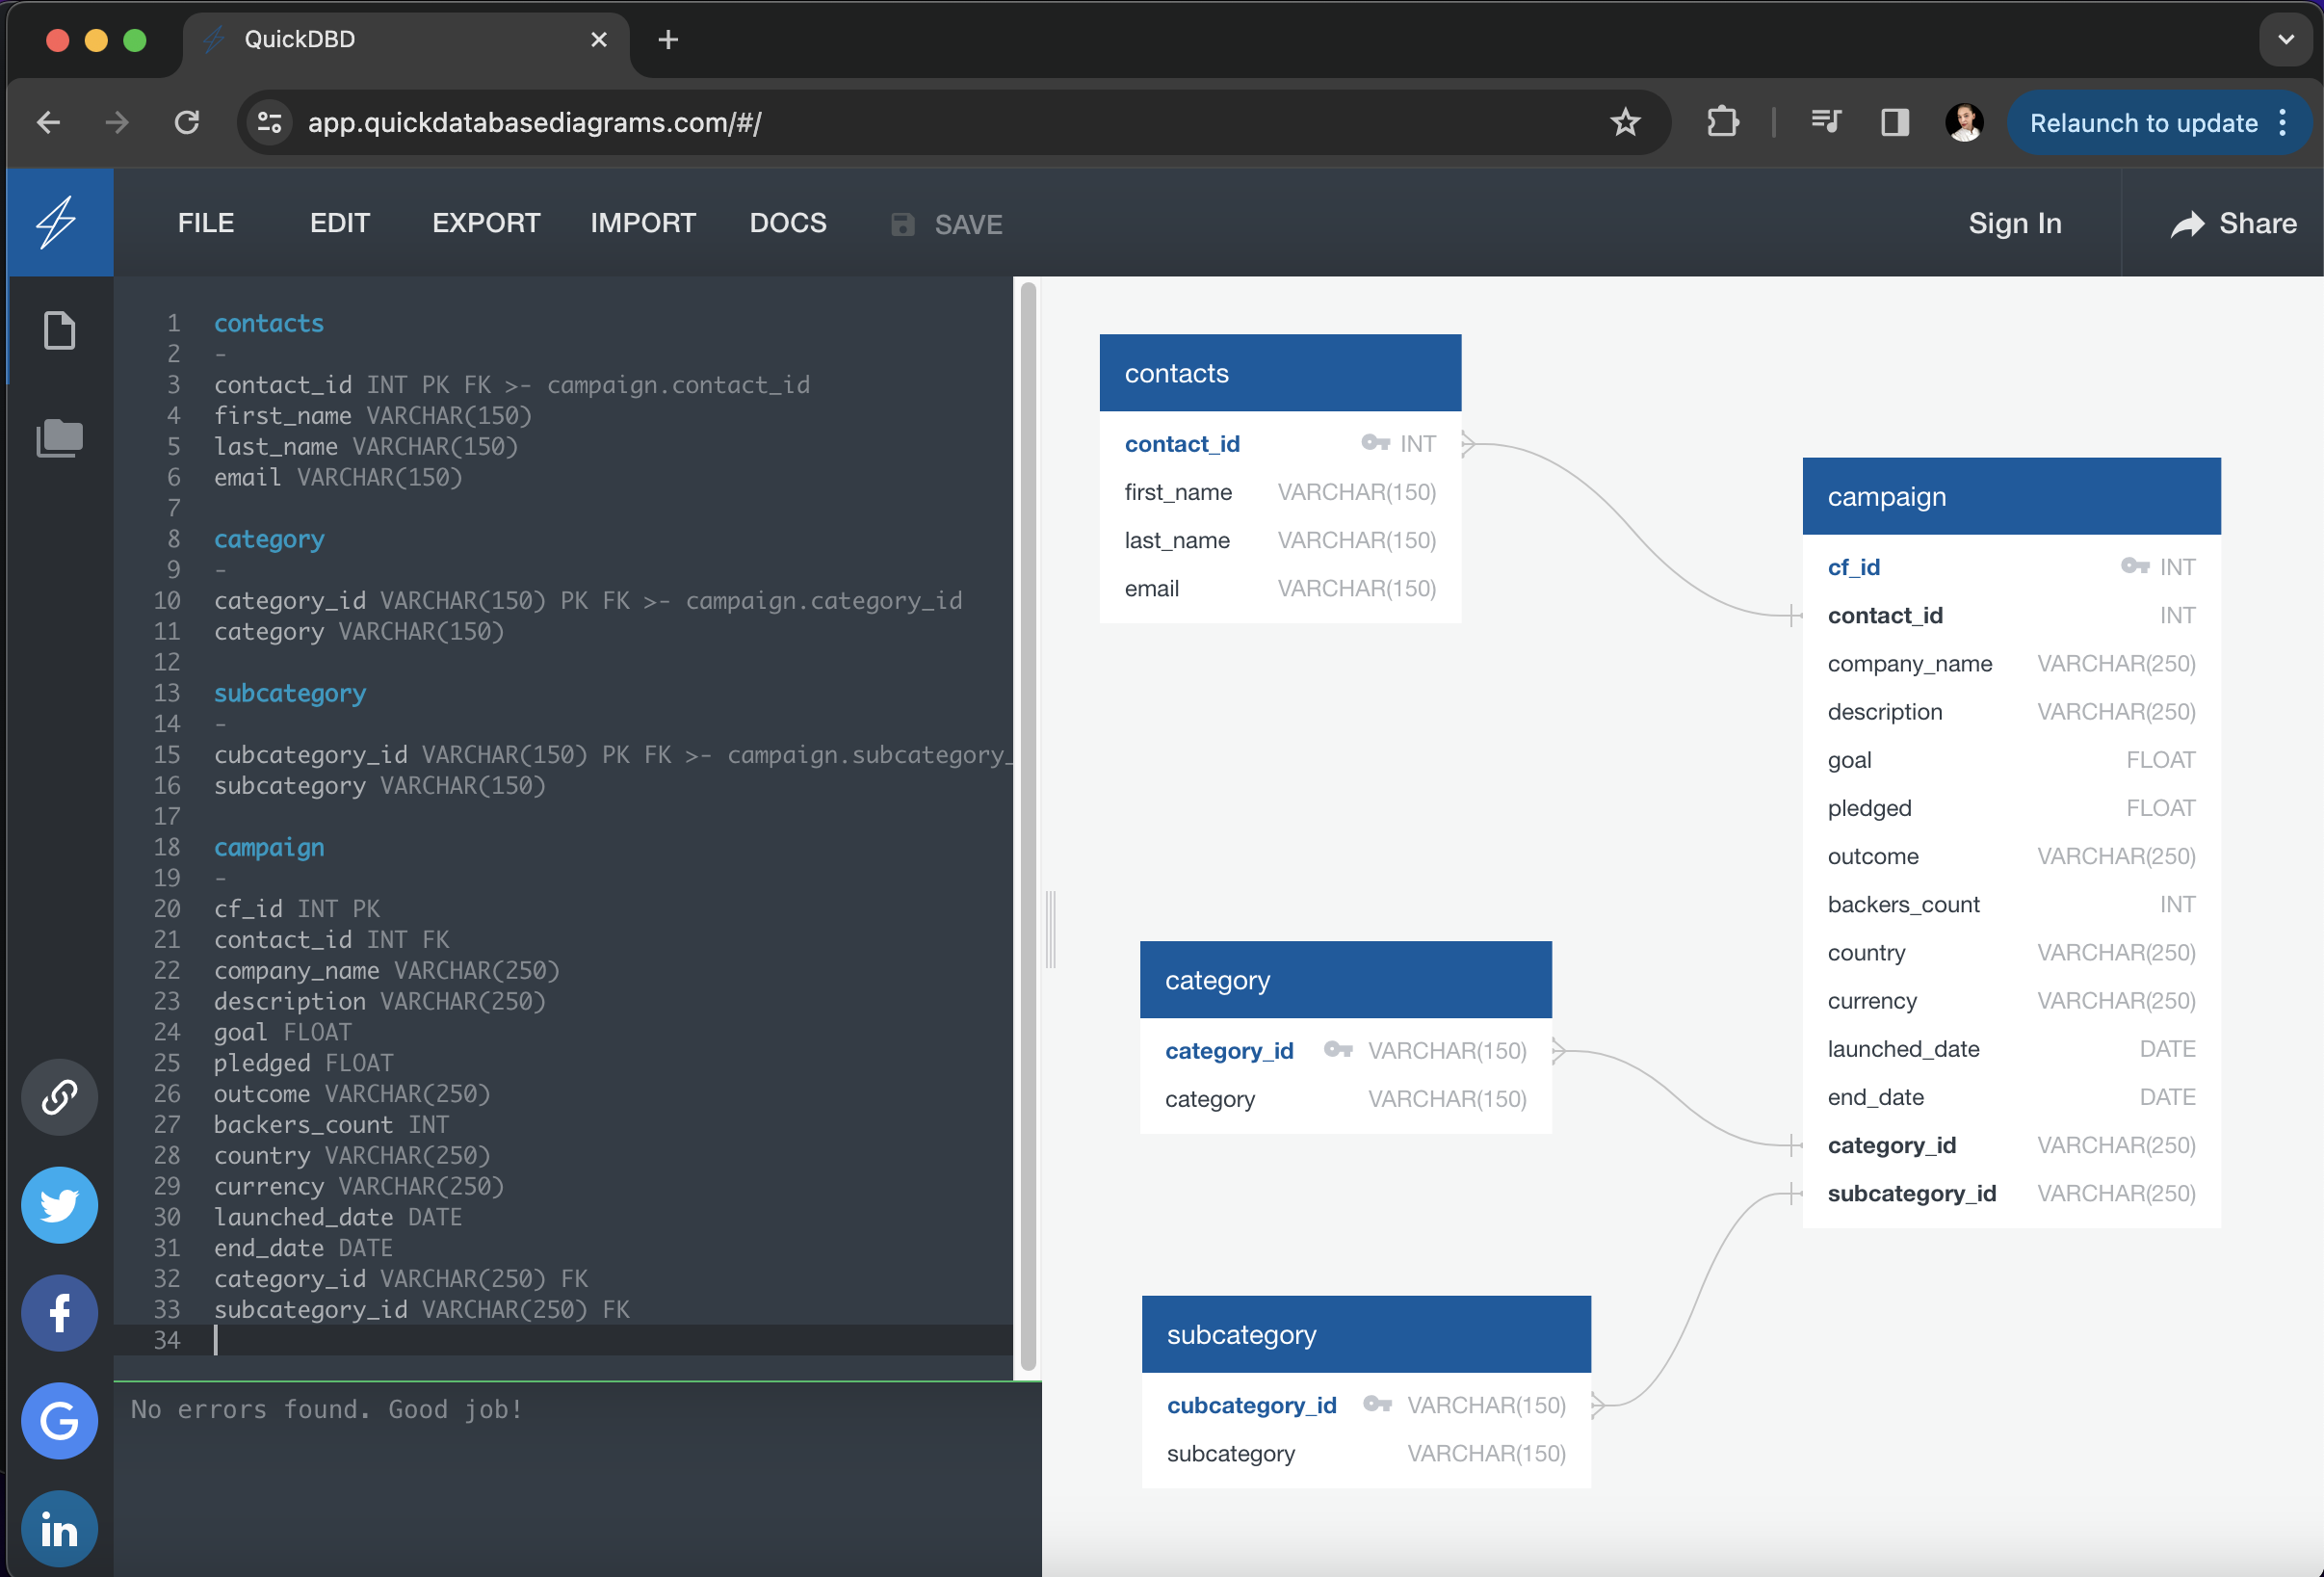 QuickDBD
app.quickdatabasediagrams.com/#/
Relaunch to update
FILE EDIT EXPORT IMPORT DOCS SAVE Sign In Share
1 contacts
2 -
3 contact_id INT PK FK >- campaign.contact_id
4 first_name VARCHAR(150)
5 last_name VARCHAR(150)
6 email VARCHAR(150)
7
8 category
9 -
10 category_id VARCHAR(150) PK FK >- campaign.category_id
11 category VARCHAR(150)
12
13 subcategory
14 -
15 cubcategory_id VARCHAR(150) PK FK >- campaign.subcategory_
16 subcategory VARCHAR(150)
17
18 campaign
19 -
20 cf_id INT PK
21 contact_id INT FK
22 company_name VARCHAR(250)
23 description VARCHAR(250)
24 goal FLOAT
25 pledged FLOAT
26 outcome VARCHAR(250)
27 backers_count INT
28 country VARCHAR(250)
29 currency VARCHAR(250)
30 launched_date DATE
31 end_date DATE
32 category_id VARCHAR(250) FK
33 subcategory_id VARCHAR(250) FK
34
No errors found. Good job!
contacts
contact_id INT
first_name VARCHAR(150)
last_name VARCHAR(150)
email VARCHAR(150)
campaign
cf_id INT
contact_id INT
company_name VARCHAR(250)
description VARCHAR(250)
goal FLOAT
pledged FLOAT
outcome VARCHAR(250)
backers_count INT
country VARCHAR(250)
currency VARCHAR(250)
launched_date DATE
end_date DATE
category_id VARCHAR(250)
subcategory_id VARCHAR(250)
category
category_id VARCHAR(150)
category VARCHAR(150)
subcategory
cubcategory_id VARCHAR(150)
subcategory VARCHAR(150)